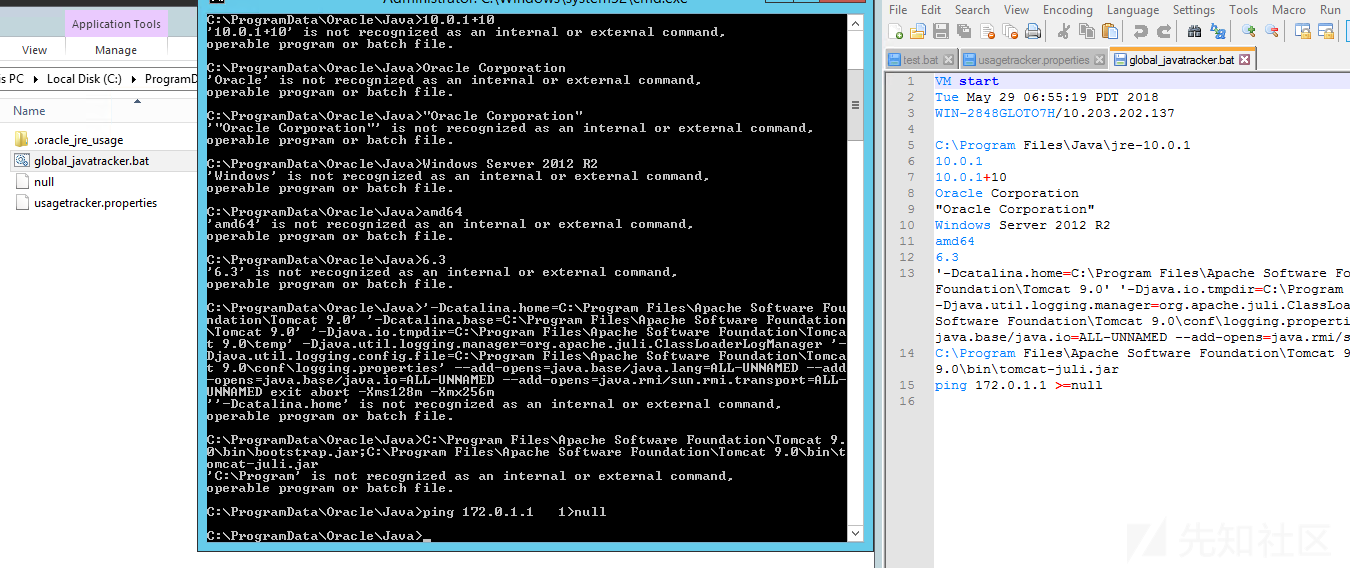 Application Tools
View
Manage
is PC
Local Disk (C:)
ProgramD
Name
.oracle_jre_usage
global_javatracker.bat
null
usagetracker.properties
Administrator: C:\Windows\system32\cmd.exe
C:\ProgramData\Oracle\Java>10.0.1+10
'10.0.1+10' is not recognized as an internal or external command,
operable program or batch file.
C:\ProgramData\Oracle\Java>Oracle Corporation
'Oracle' is not recognized as an internal or external command,
operable program or batch file.
C:\ProgramData\Oracle\Java>"Oracle Corporation"
'"Oracle Corporation"' is not recognized as an internal or external command,
operable program or batch file.
C:\ProgramData\Oracle\Java>Windows Server 2012 R2
'Windows' is not recognized as an internal or external command,
operable program or batch file.
C:\ProgramData\Oracle\Java>amd64
'amd64' is not recognized as an internal or external command,
operable program or batch file.
C:\ProgramData\Oracle\Java>6.3
'6.3' is not recognized as an internal or external command,
operable program or batch file.
C:\ProgramData\Oracle\Java>'-Dcatalina.home=C:\Program Files\Apache Software Fou
ndation\Tomcat 9.0' '-Dcatalina.base=C:\Program Files\Apache Software Foundation
\Tomcat 9.0' '-Djava.io.tmpdir=C:\Program Files\Apache Software Foundation\Tomca
t 9.0\temp' -Djava.util.logging.manager=org.apache.juli.ClassLoaderLogManager '-
Djava.util.logging.config.file=C:\Program Files\Apache Software Foundation\Tomca
t 9.0\conf\logging.properties' --add-opens=java.base/java.lang=ALL-UNNAMED --add
-opens=java.base/java.io=ALL-UNNAMED --add-opens=java.rmi/sun.rmi.transport=ALL-
UNNAMED exit abort -Xms128m -Xmx256m
''-Dcatalina.home' is not recognized as an internal or external command,
operable program or batch file.
C:\ProgramData\Oracle\Java>C:\Program Files\Apache Software Foundation\Tomcat 9.
0\bin\bootstrap.jar;C:\Program Files\Apache Software Foundation\Tomcat 9.0\bin\t
omcat-juli.jar
'C:\Program' is not recognized as an internal or external command,
operable program or batch file.
C:\ProgramData\Oracle\Java>ping 172.0.1.1   1>null
C:\ProgramData\Oracle\Java>_
File Edit Search View Encoding Language Settings Tools Macro Run
test.bat
usagetracker.properties
global_javatracker.bat
1 VM start
2 Tue May 29 06:55:19 PDT 2018
3 WIN-2848GLOTO7H/10.203.202.137
4
5 C:\Program Files\Java\jre-10.0.1
6 10.0.1
7 10.0.1+10
8 Oracle Corporation
9 "Oracle Corporation"
10 Windows Server 2012 R2
11 amd64
12 6.3
13 '-Dcatalina.home=C:\Program Files\Apache Software Fo
Foundation\Tomcat 9.0' '-Djava.io.tmpdir=C:\Program
-Djava.util.logging.manager=org.apache.juli.ClassLoa
Software Foundation\Tomcat 9.0\conf\logging.properti
java.base/java.io=ALL-UNNAMED --add-opens=java.rmi/s
14 C:\Program Files\Apache Software Foundation\Tomcat 9
9.0\bin\tomcat-juli.jar
15 ping 172.0.1.1 >=null
16
先知社区